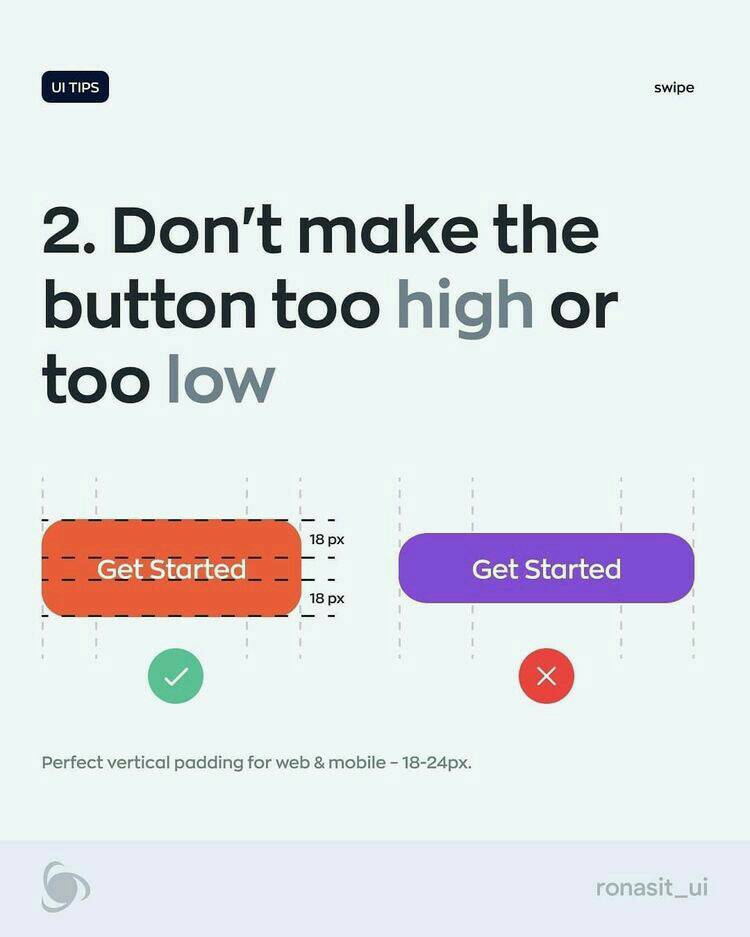 UI TIPS
swipe
2. Don't make the
button too high or
too low
18 px
Get Started
Get Started
18 px
Perfect vertical padding for web & mobile – 18-24px.
ronasit_ui